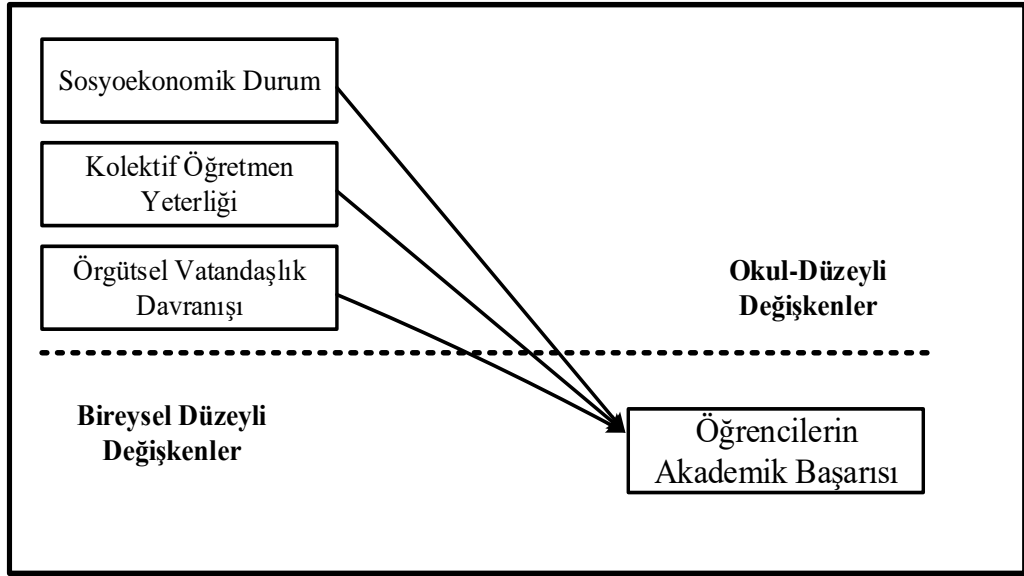 Sosyoekonomik Durum
Kolektif Öğretmen
Yeterliği
Örgütsel Vatandaşlık
Davranışı
Okul-Düzeyli
Değişkenler
Bireysel Düzeyli
Değişkenler
Öğrencilerin
Akademik Başarısı